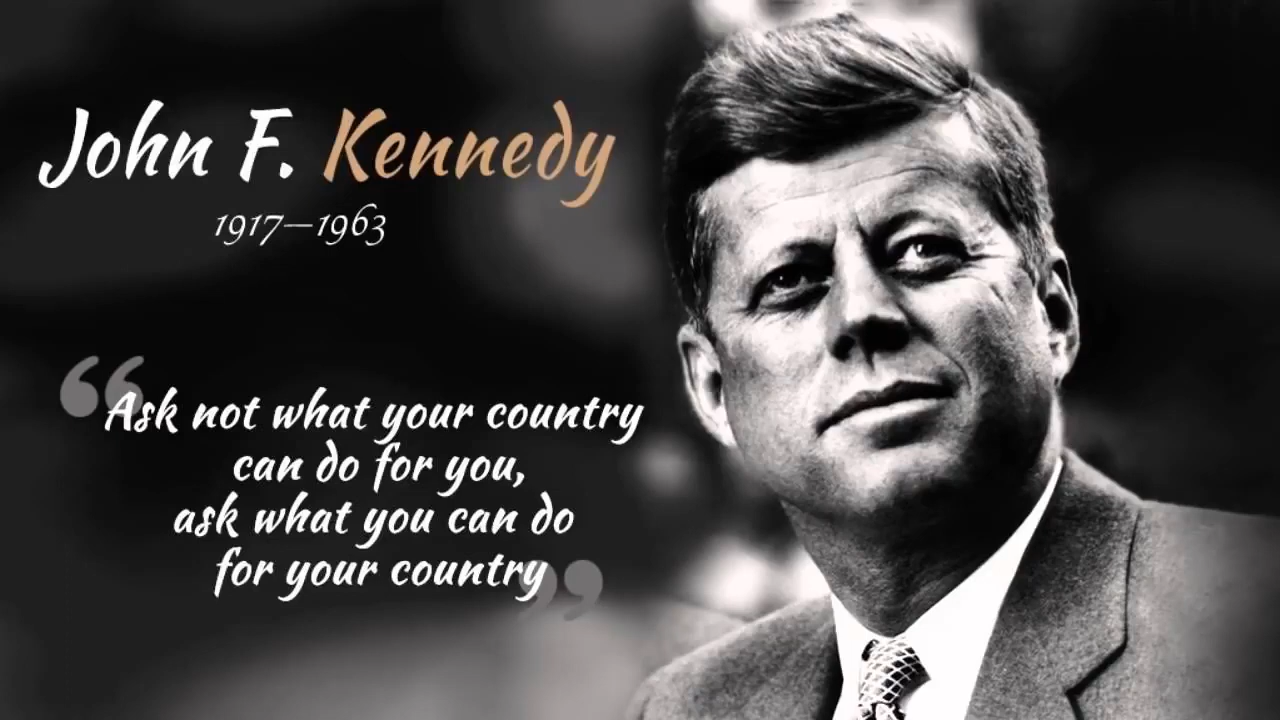 John F. Kennedy
1917–1963
“Ask not what your country
can do for you,
ask what you can do
for your country”